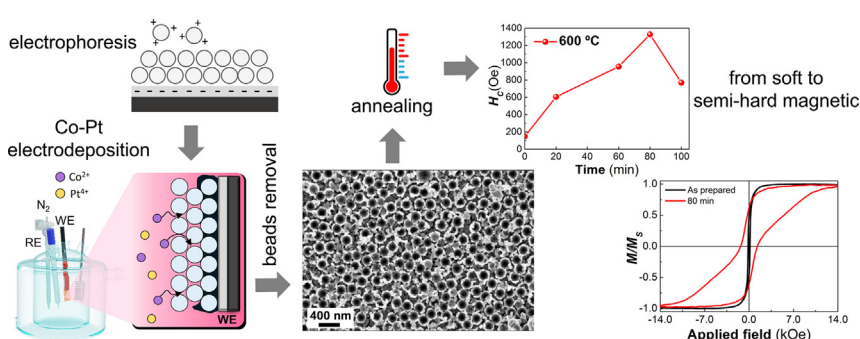 electrophoresis
+ + + +
+ +
- - - - - - - - - - -
Co-Pt
electrodeposition
Co²⁺
Pt⁴⁺
N₂
WE
RE
WE
beads removal
400 nm
annealing
600 ºC
H_C(Oe)
1400
1200
1000
800
600
400
200
0
0 20 40 60 80 100
Time (min)
from soft to
semi-hard magnetic
As prepared
80 min
M/M_S
1.0
0.5
0.0
-0.5
-1.0
-14.0 -7.0 0.0 7.0 14.0
Applied field (kOe)